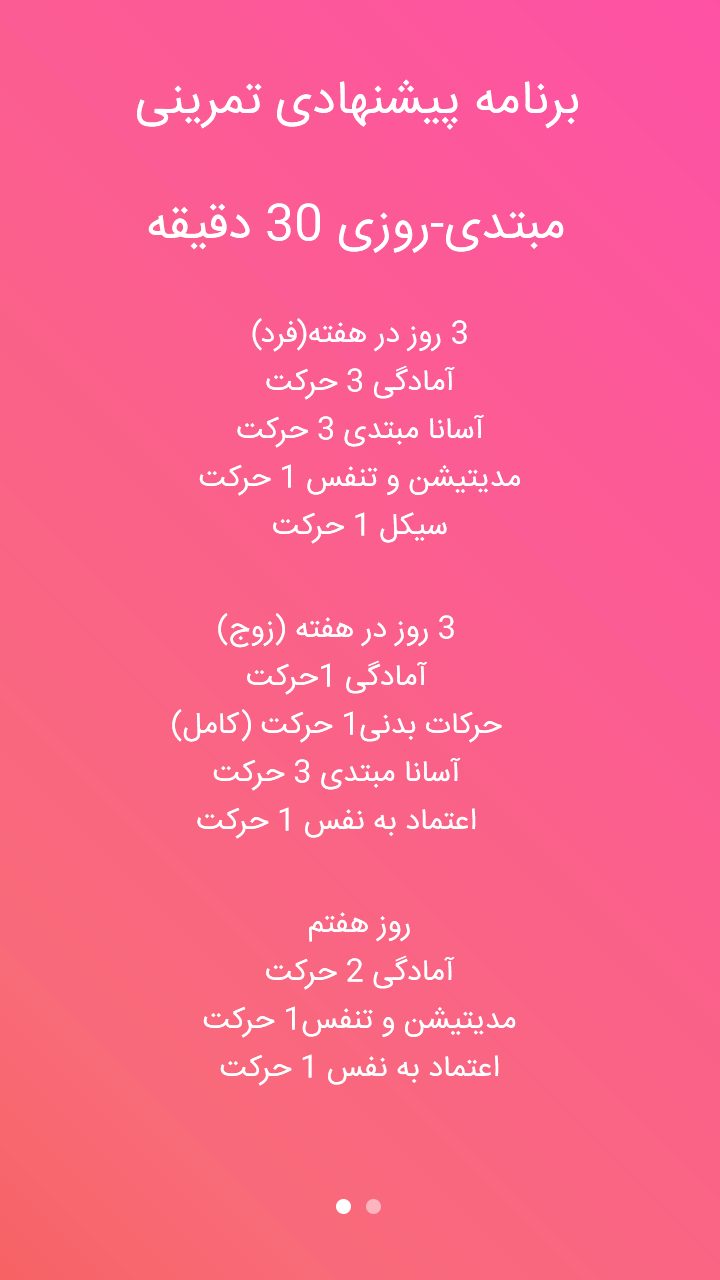 برنامه پیشنهادی تمرینی
مبتدی-روزی 30 دقیقه
3 روز در هفته(فرد)
آمادگی 3 حرکت
آسانا مبتدی 3 حرکت
مدیتیشن و تنفس 1 حرکت
سیکل 1 حرکت
3 روز در هفته (زوج)
آمادگی 1حرکت
حرکات بدنی1 حرکت (کامل)
آسانا مبتدی 3 حرکت
اعتماد به نفس 1 حرکت
روز هفتم
آمادگی 2 حرکت
مدیتیشن و تنفس1 حرکت
اعتماد به نفس 1 حرکت